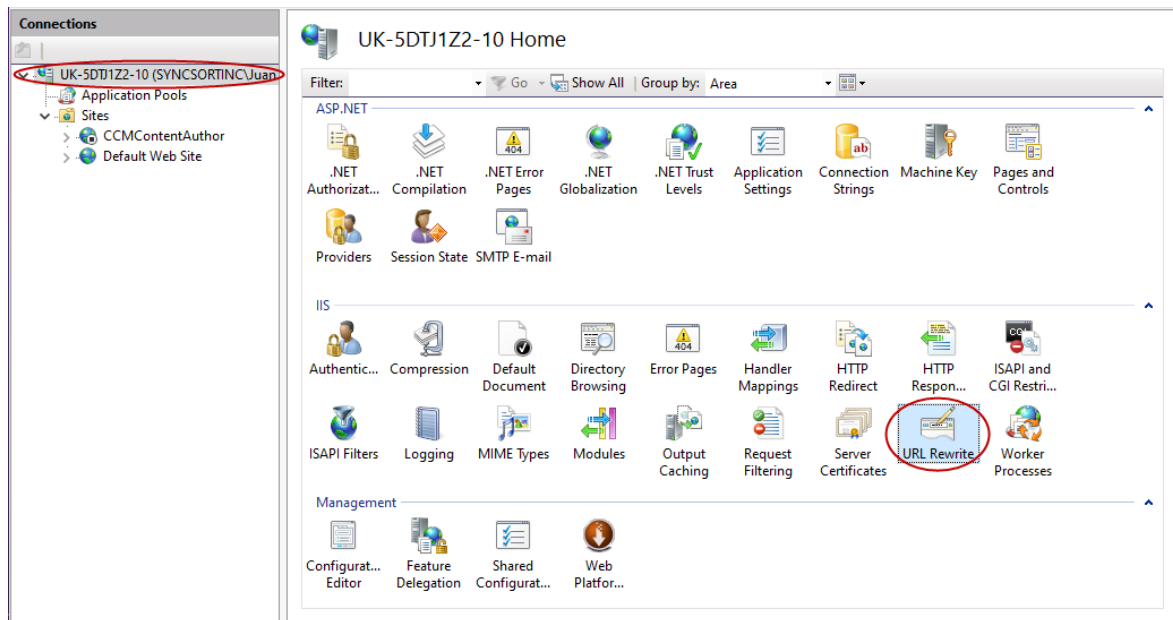 Connections
UK-5DTJ1Z2-10 (SYNCSORTINC\Juan
Application Pools
Sites
CCMContentAuthor
Default Web Site
UK-5DTJ1Z2-10 Home
Filter: Go Show All Group by: Area
ASP.NET
.NET Authorizat...
.NET Compilation
.NET Error Pages
.NET Globalization
.NET Trust Levels
Application Settings
Connection Strings
Machine Key
Pages and Controls
Providers
Session State
SMTP E-mail
IIS
Authentic...
Compression
Default Document
Directory Browsing
Error Pages
Handler Mappings
HTTP Redirect
HTTP Respon...
ISAPI and CGI Restri...
ISAPI Filters
Logging
MIME Types
Modules
Output Caching
Request Filtering
Server Certificates
URL Rewrite
Worker Processes
Management
Configurat... Editor
Feature Delegation
Shared Configurat...
Web Platfor...
404
ab
404